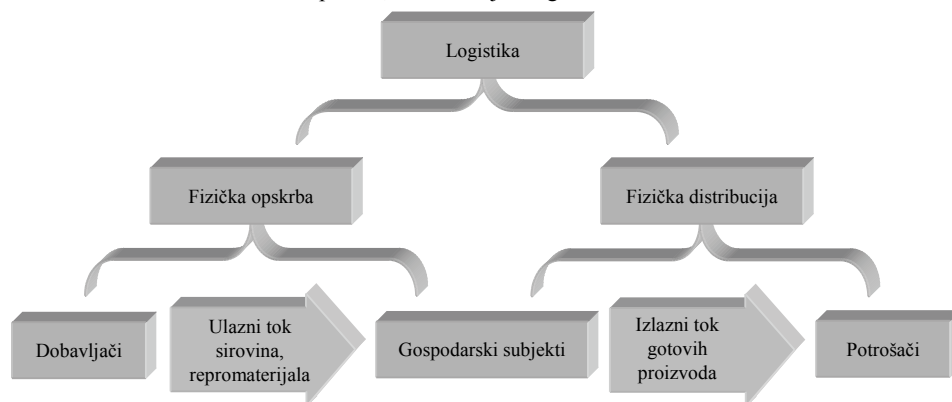 Logistika
Fizička opskrba
Fizička distribucija
Dobavljači
Ulazni tok
sirovina,
repromaterijala
Gospodarski subjekti
Izlazni tok
gotovih
proizvoda
Potrošači